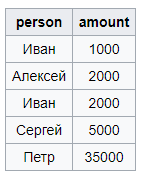 person amount
Иван 1000
Алексей 2000
Иван 2000
Сергей 5000
Петр 35000